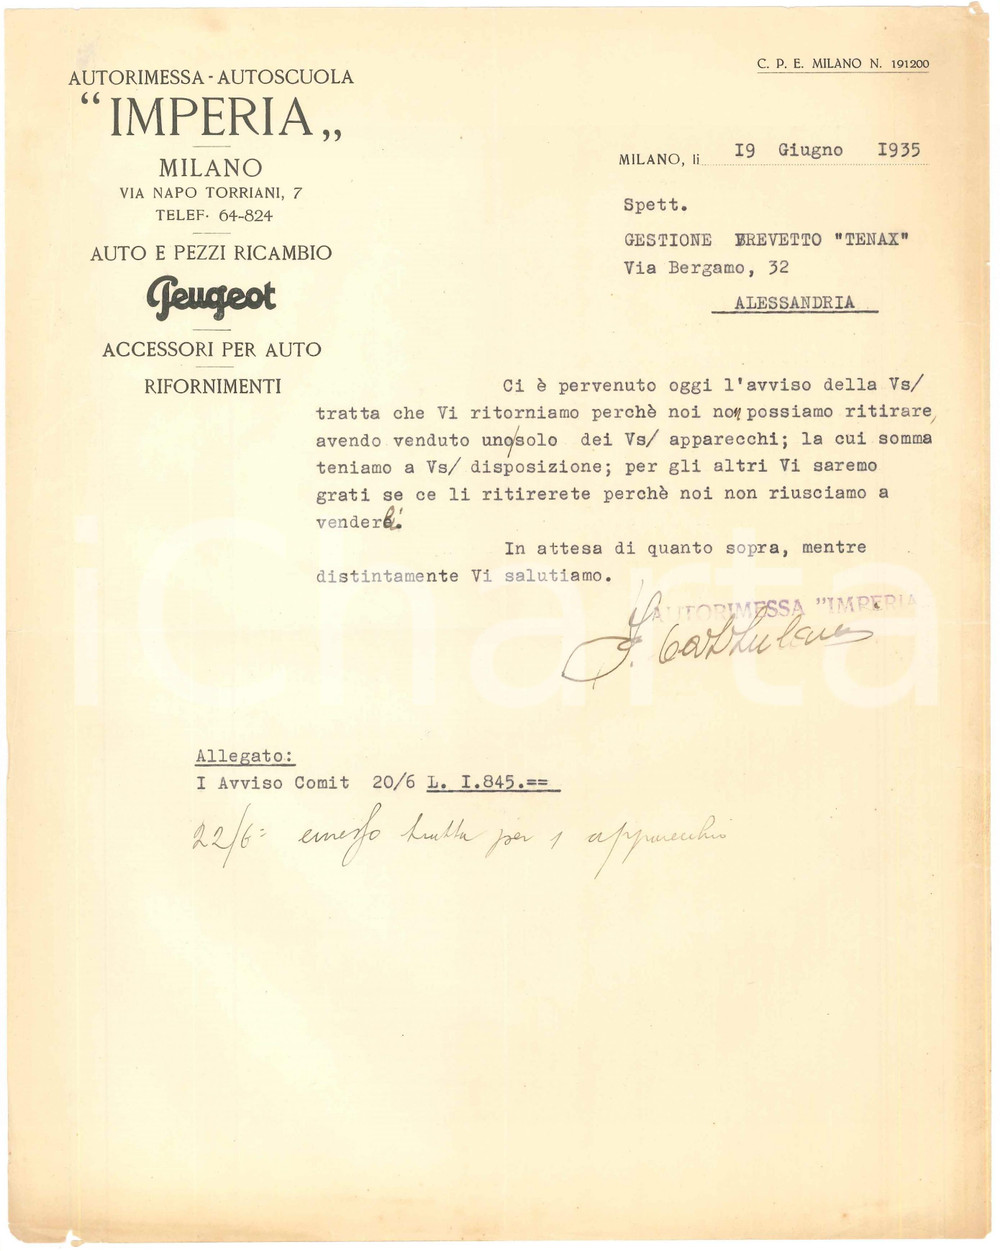 AUTORIMESSA - AUTOSCUOLA
“IMPERIA„
MILANO
VIA NAPO TORRIANI, 7
TELEF. 64-824
AUTO E PEZZI RICAMBIO
Peugeot
ACCESSORI PER AUTO
RIFORNIMENTI
C. P. E. MILANO N. 191200
MILANO, li 19 Giugno 1935
Spett.
GESTIONE BREVETTO "TENAX"
Via Bergamo, 32
ALESSANDRIA
Ci è pervenuto oggi l'avviso della Vs/
tratta che Vi ritorniamo perchè noi non possiamo ritirare,
avendo venduto uno/solo dei Vs/ apparecchi; la cui somma
teniamo a Vs/ disposizione; per gli altri Vi saremo
grati se ce li ritirerete perchè noi non riusciamo a
venderli.
In attesa di quanto sopra, mentre
distintamente Vi salutiamo.
AUTORIMESSA "IMPERIA
Allegato:
I Avviso Comit 20/6 L. I.845.==
22/6= emesso tratta per 1 apparecchio
iCharta